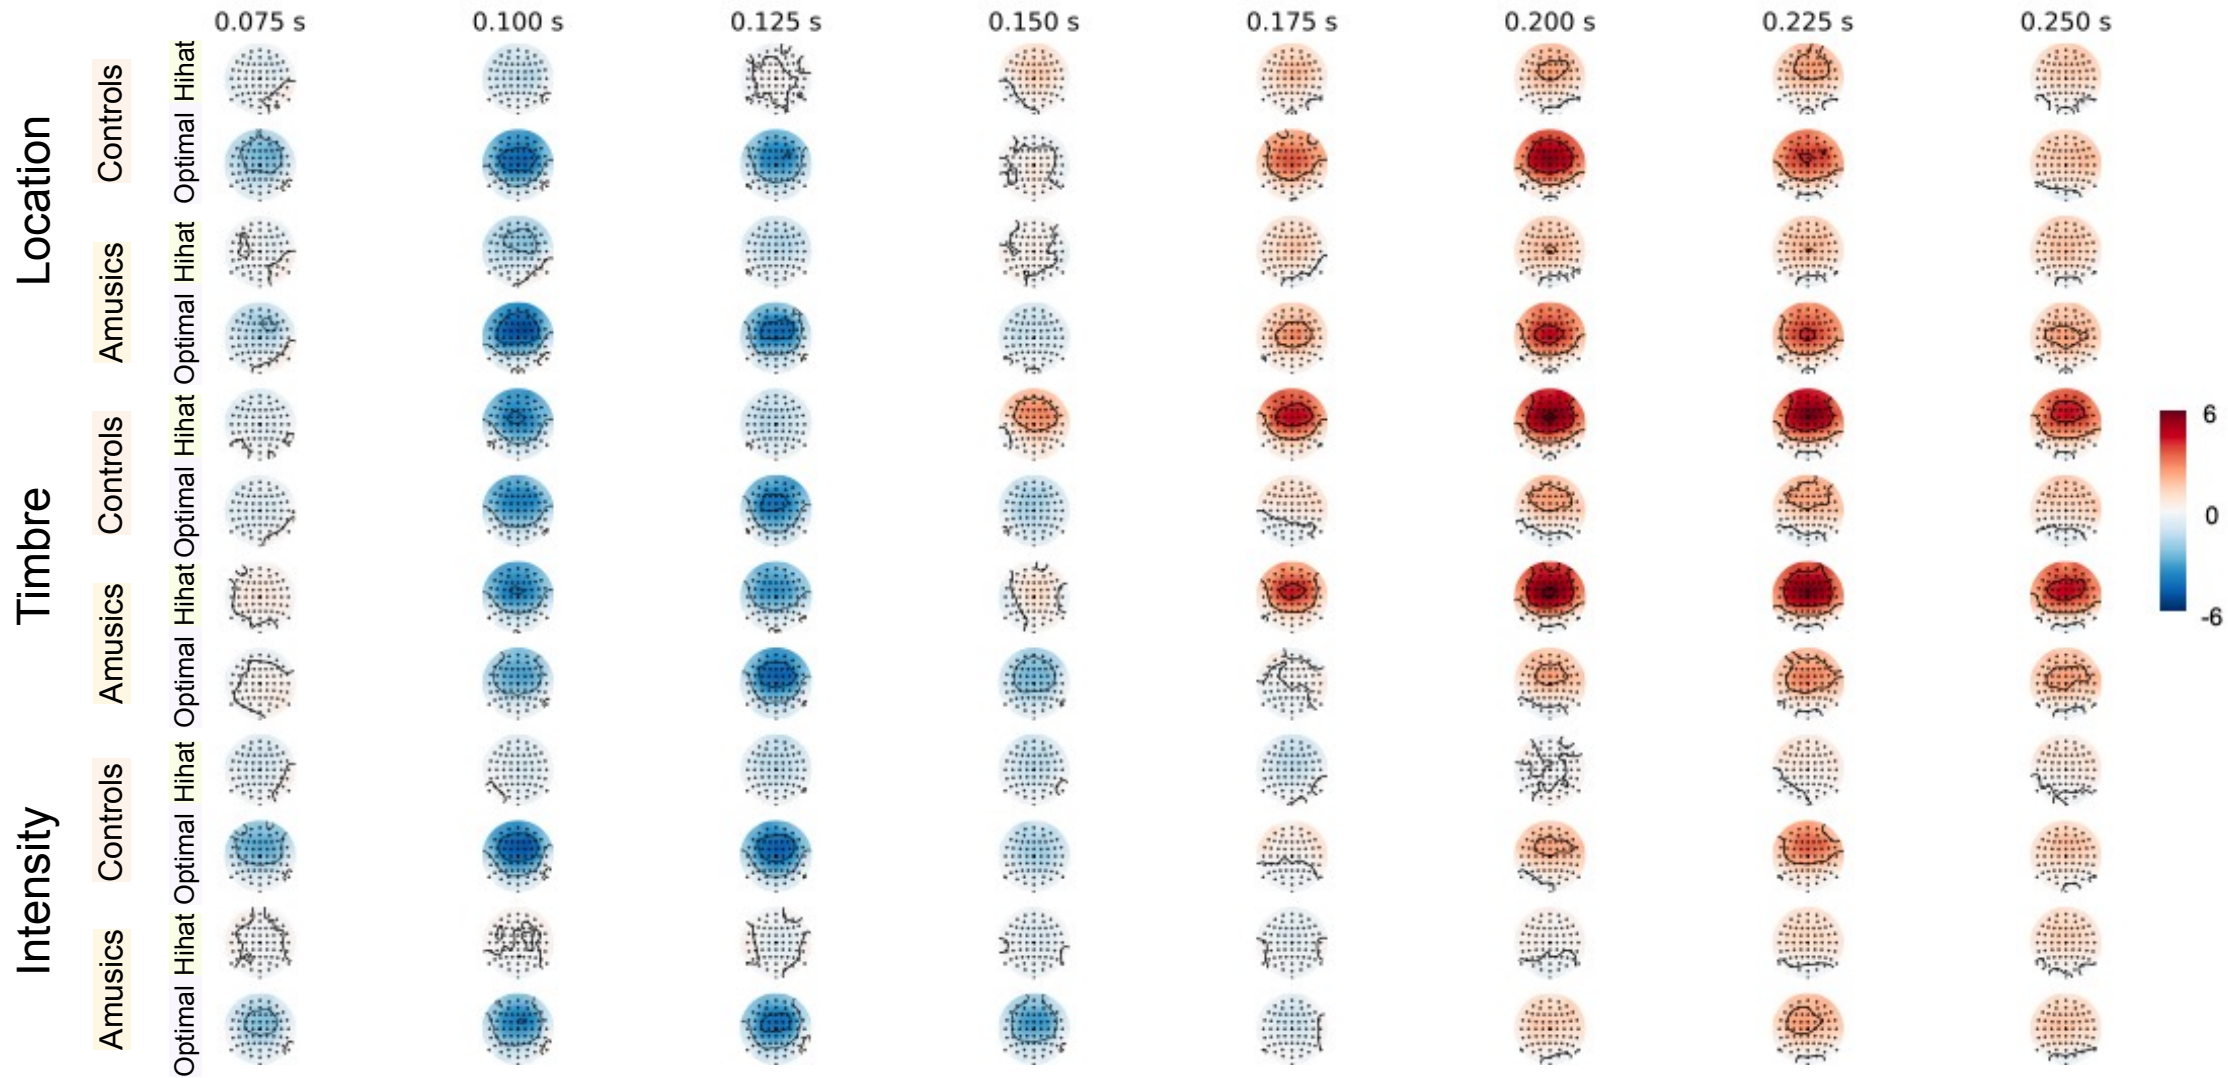 0.075 s 0.100 s 0.125 s 0.150 s 0.175 s 0.200 s 0.225 s 0.250 s
Location
Controls
Hihat
Optimal
Amusics
Hihat
Optimal
Timbre
Controls
Hihat
Optimal
Amusics
Hihat
Optimal
Intensity
Controls
Hihat
Optimal
Amusics
Hihat
Optimal
6
0
-6